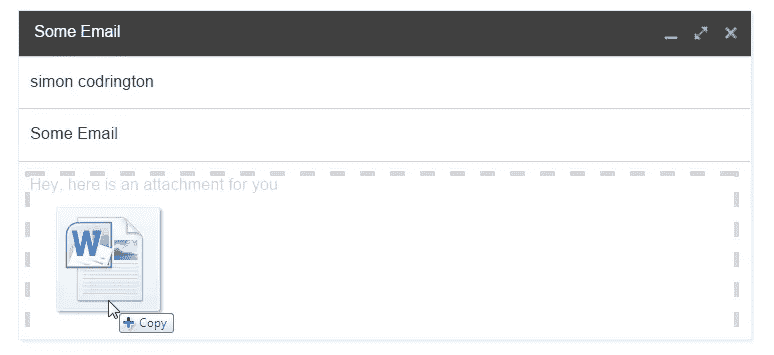 Some Email
simon codrington
Some Email
Hey, here is an attachment for you
W
Copy